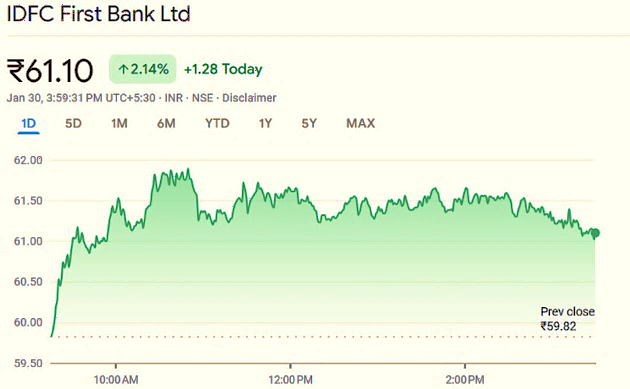 IDFC First Bank Ltd
₹61.10 ↑2.14% +1.28 Today
Jan 30, 3:59:31 PM UTC+5:30 · INR · NSE · Disclaimer
1D 5D 1M 6M YTD 1Y 5Y MAX
62.00
61.50
61.00
60.50
60.00
59.50
Prev close
₹59.82
10:00 AM 12:00 PM 2:00 PM